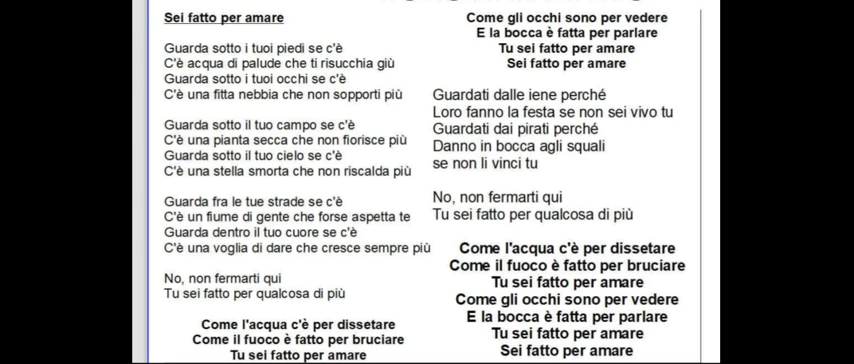 Sei fatto per amare
Guarda sotto i tuoi piedi se c'è
C'è acqua di palude che ti risucchia giù
Guarda sotto i tuoi occhi se c'è
C'è una fitta nebbia che non sopporti più
Guarda sotto il tuo campo se c'è
C'è una pianta secca che non fiorisce più
Guarda sotto il tuo cielo se c'è
C'è una stella smorta che non riscalda più
Guarda fra le tue strade se c'è
C'è un fiume di gente che forse aspetta te
Guarda dentro il tuo cuore se c'è
C'è una voglia di dare che cresce sempre più
No, non fermarti qui
Tu sei fatto per qualcosa di più
Come l'acqua c'è per dissetare
Come il fuoco è fatto per bruciare
Tu sei fatto per amare
Come gli occhi sono per vedere
E la bocca è fatta per parlare
Tu sei fatto per amare
Sei fatto per amare
Guardati dalle iene perché
Loro fanno la festa se non sei vivo tu
Guardati dai pirati perché
Danno in bocca agli squali
se non li vinci tu
No, non fermarti qui
Tu sei fatto per qualcosa di più
Come l'acqua c'è per dissetare
Come il fuoco è fatto per bruciare
Tu sei fatto per amare
Come gli occhi sono per vedere
E la bocca è fatta per parlare
Tu sei fatto per amare
Sei fatto per amare